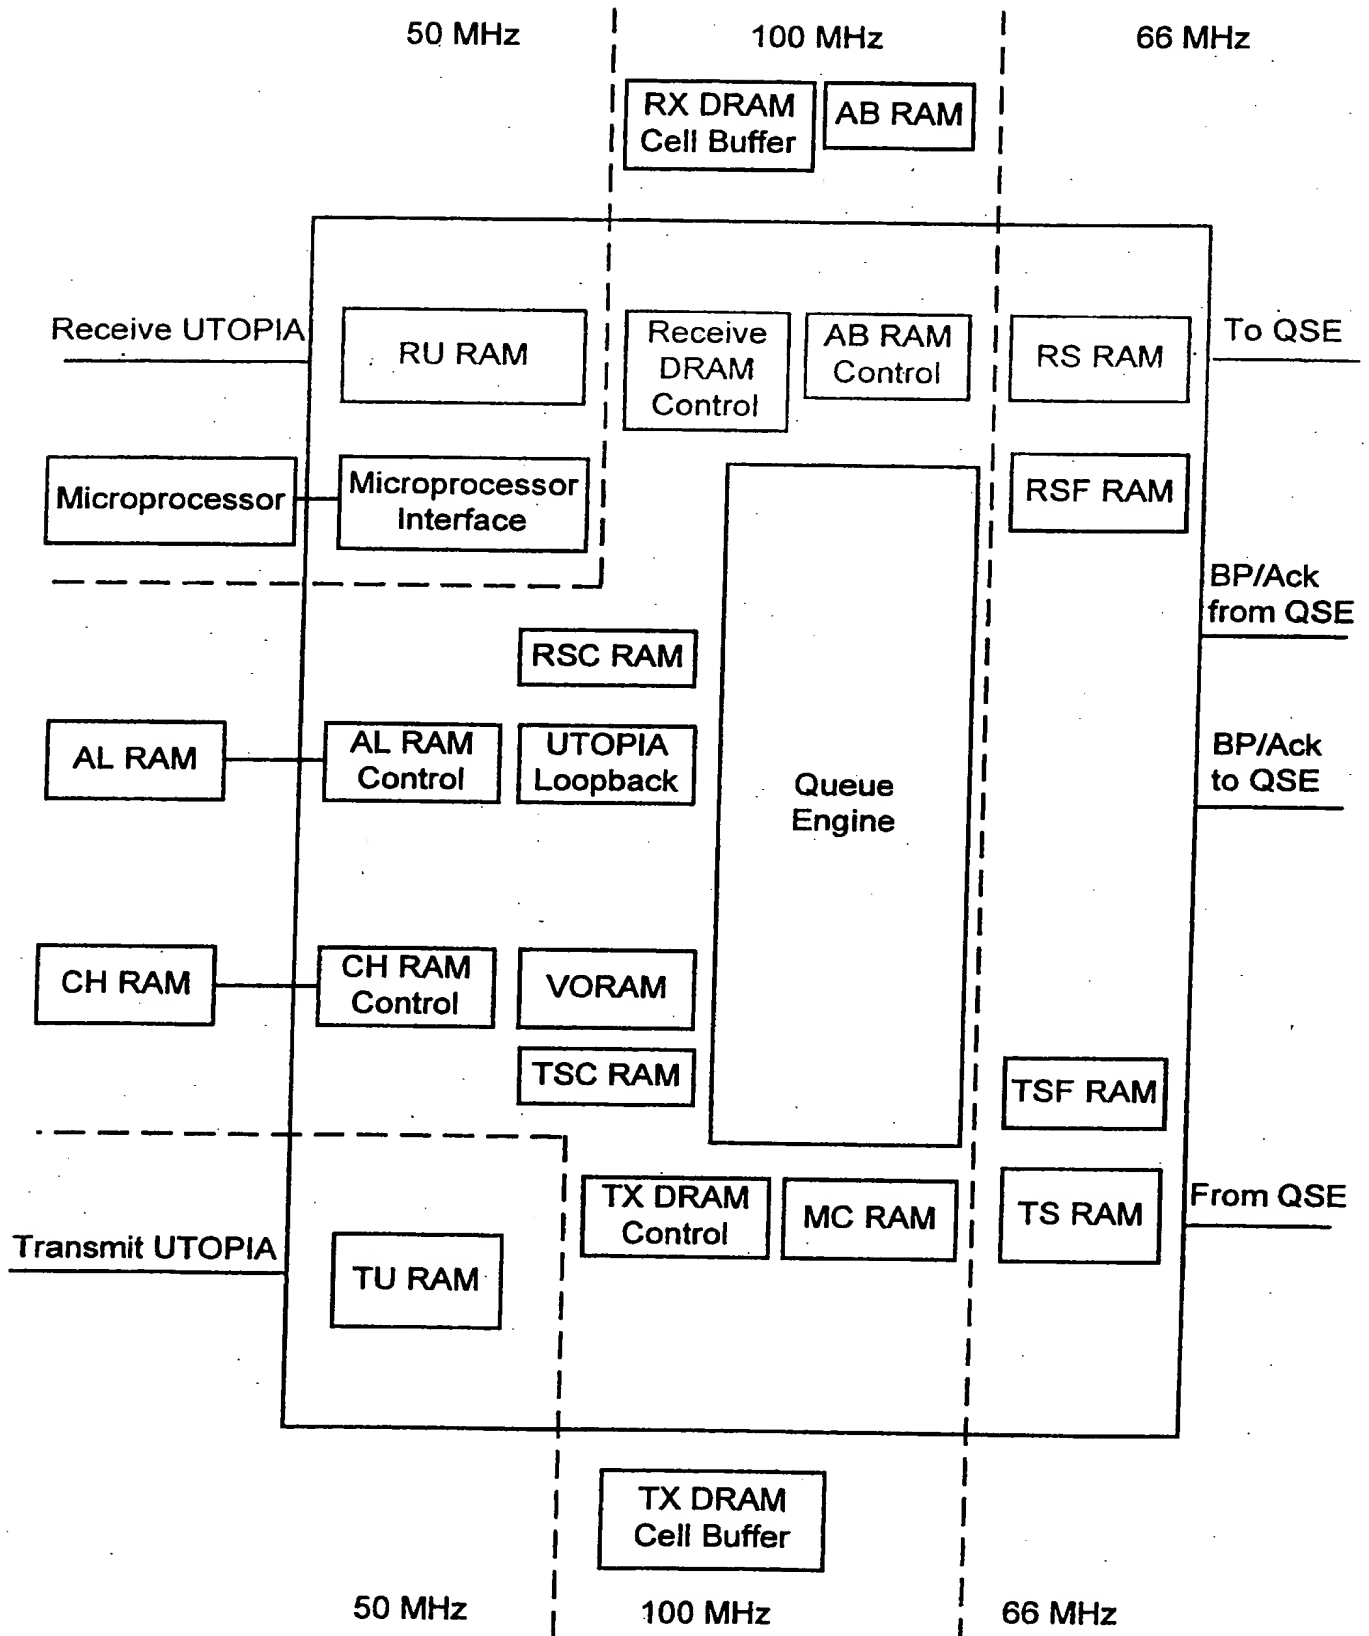 50 MHz
100 MHz
66 MHz
RX DRAM
Cell Buffer
AB RAM
Receive UTOPIA
RU RAM
Receive
DRAM
Control
AB RAM
Control
RS RAM
To QSE
Microprocessor
Microprocessor
Interface
RSF RAM
BP/Ack
from QSE
RSC RAM
AL RAM
AL RAM
Control
UTOPIA
Loopback
Queue
Engine
BP/Ack
to QSE
CH RAM
CH RAM
Control
VORAM
TSC RAM
TSF RAM
Transmit UTOPIA
TU RAM
TX DRAM
Control
MC RAM
TS RAM
From QSE
TX DRAM
Cell Buffer
50 MHz
100 MHz
66 MHz